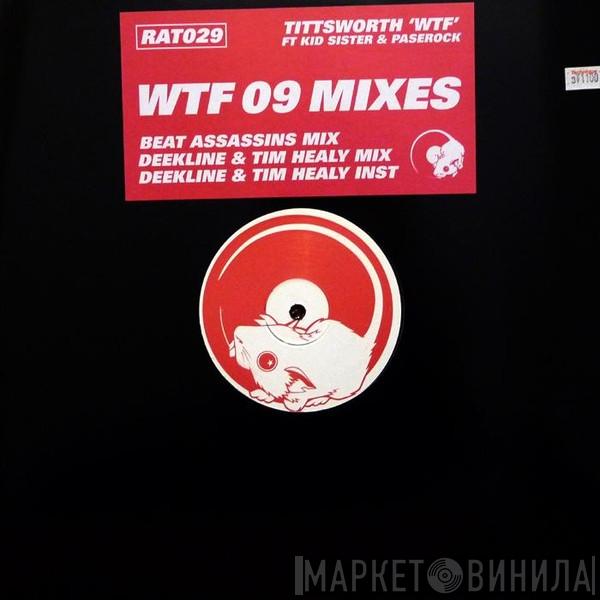 RAT029
TITTSWORTH 'WTF'
FT KID SISTER & PASEROCK
WTF 09 MIXES
BEAT ASSASSINS MIX
DEEKLINE & TIM HEALY MIX
DEEKLINE & TIM HEALY INST
МАРКЕТ ВИНИЛА